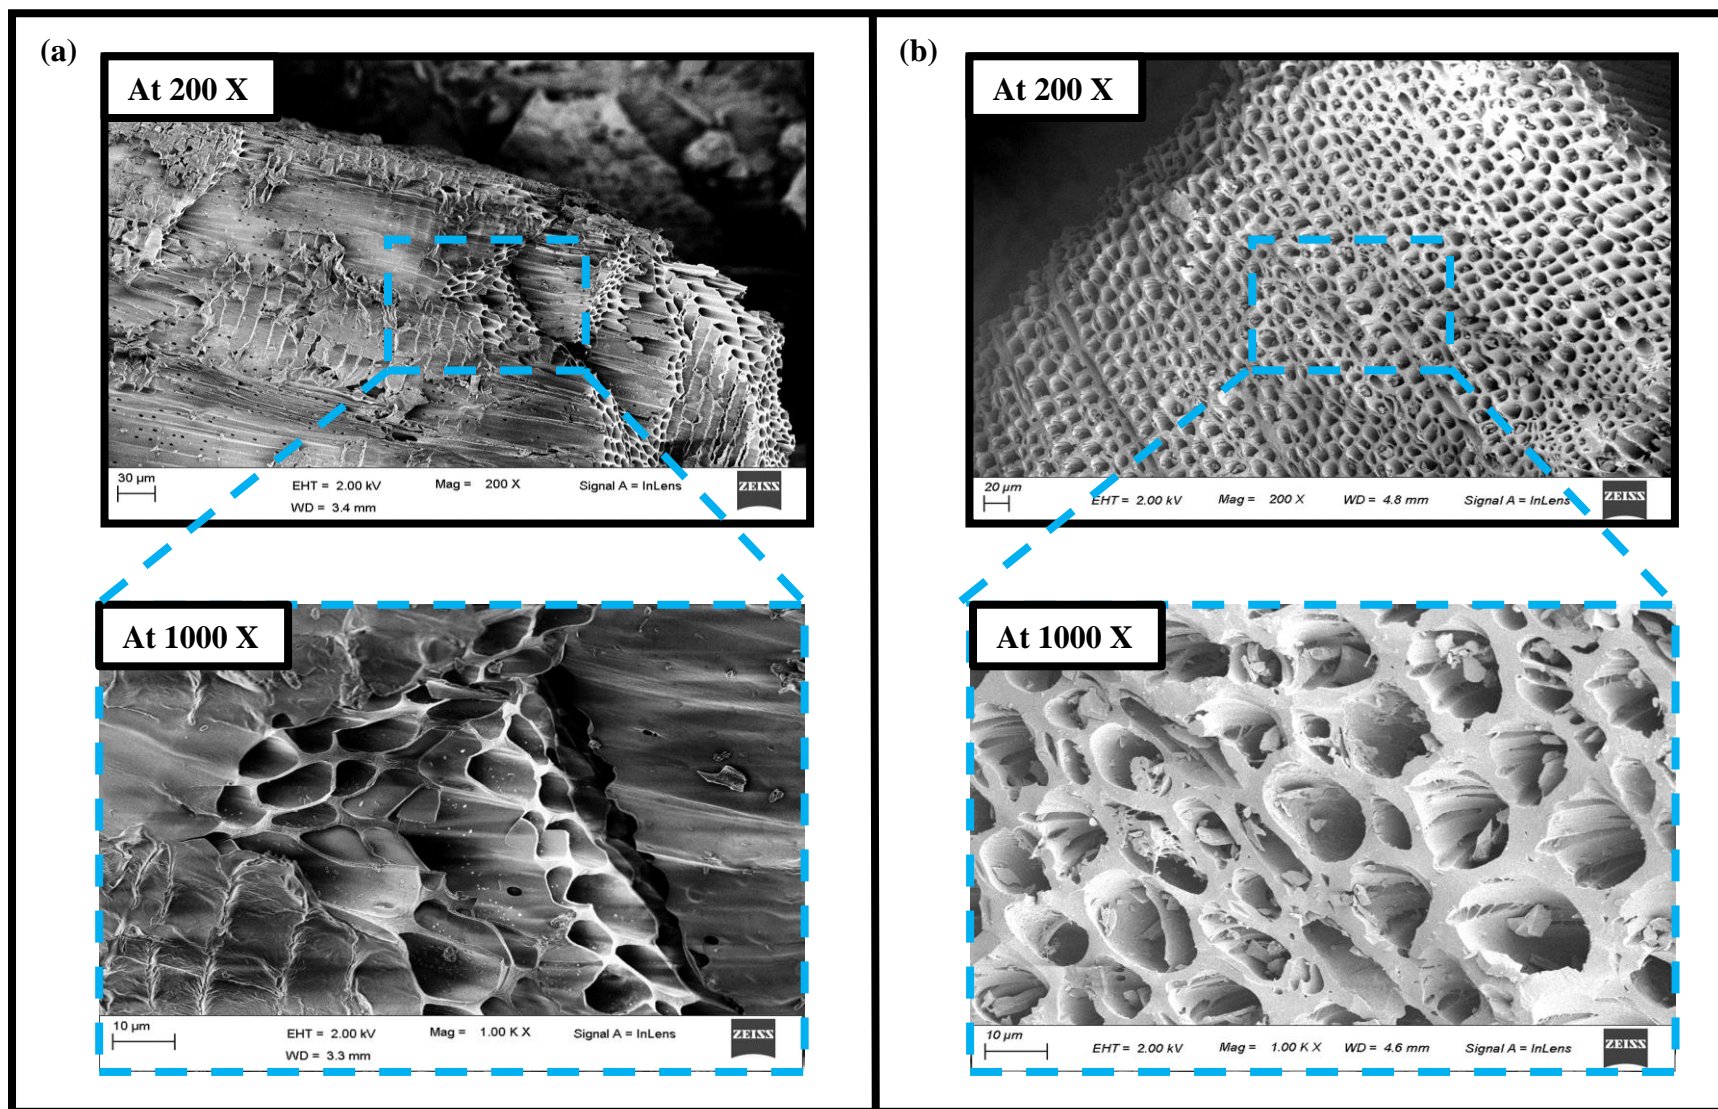 (a)
At 200 X
30 µm
EHT = 2.00 kV Mag = 200 X Signal A = InLens
WD = 3.4 mm
ZEISS
At 1000 X
10 µm
EHT = 2.00 kV Mag = 1.00 K X Signal A = InLens
WD = 3.3 mm
ZEISS
(b)
At 200 X
20 µm
EHT = 2.00 kV Mag = 200 X WD = 4.8 mm Signal A = InLens
ZEISS
At 1000 X
10 µm
EHT = 2.00 kV Mag = 1.00 K X WD = 4.6 mm Signal A = InLens
ZEISS